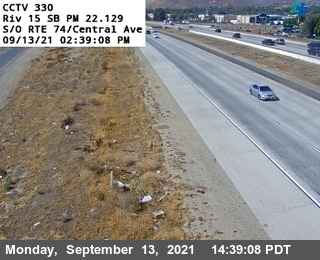 CCTV 330
Riv 15 SB PM 22.129
S/O RTE 74/Central Ave
09/13/21 02:39:08 PM
Monday, September 13, 2021 14:39:08 PDT